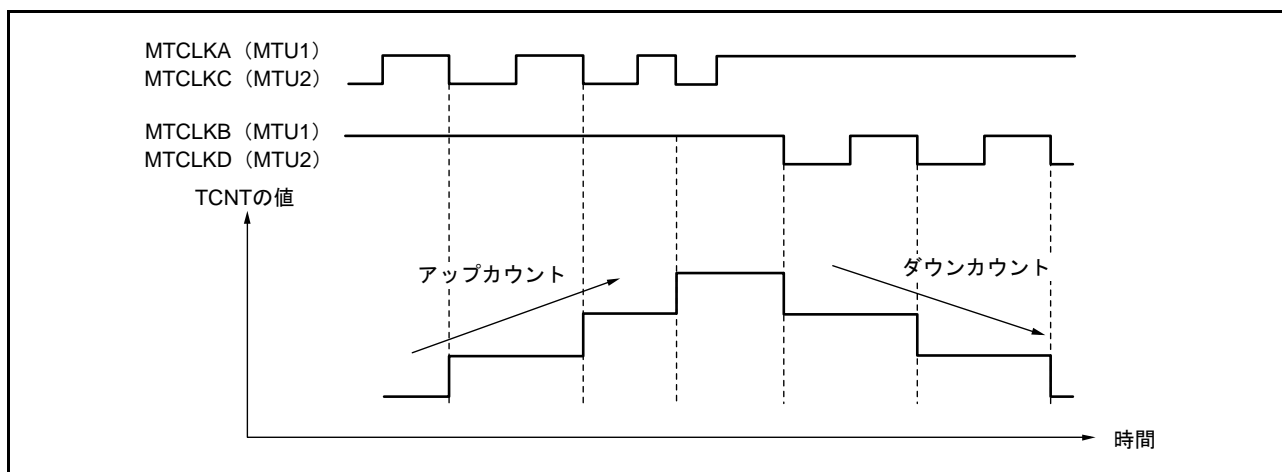 MTCLKA（MTU1）
MTCLKC（MTU2）
MTCLKB（MTU1）
MTCLKD（MTU2）
TCNTの値
アップカウント
ダウンカウント
時間